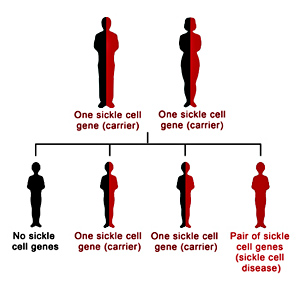 One sickle cell
gene (carrier)
One sickle cell
gene (carrier)
No sickle
cell genes
One sickle cell
gene (carrier)
One sickle cell
gene (carrier)
Pair of sickle
cell genes
(sickle cell
disease)